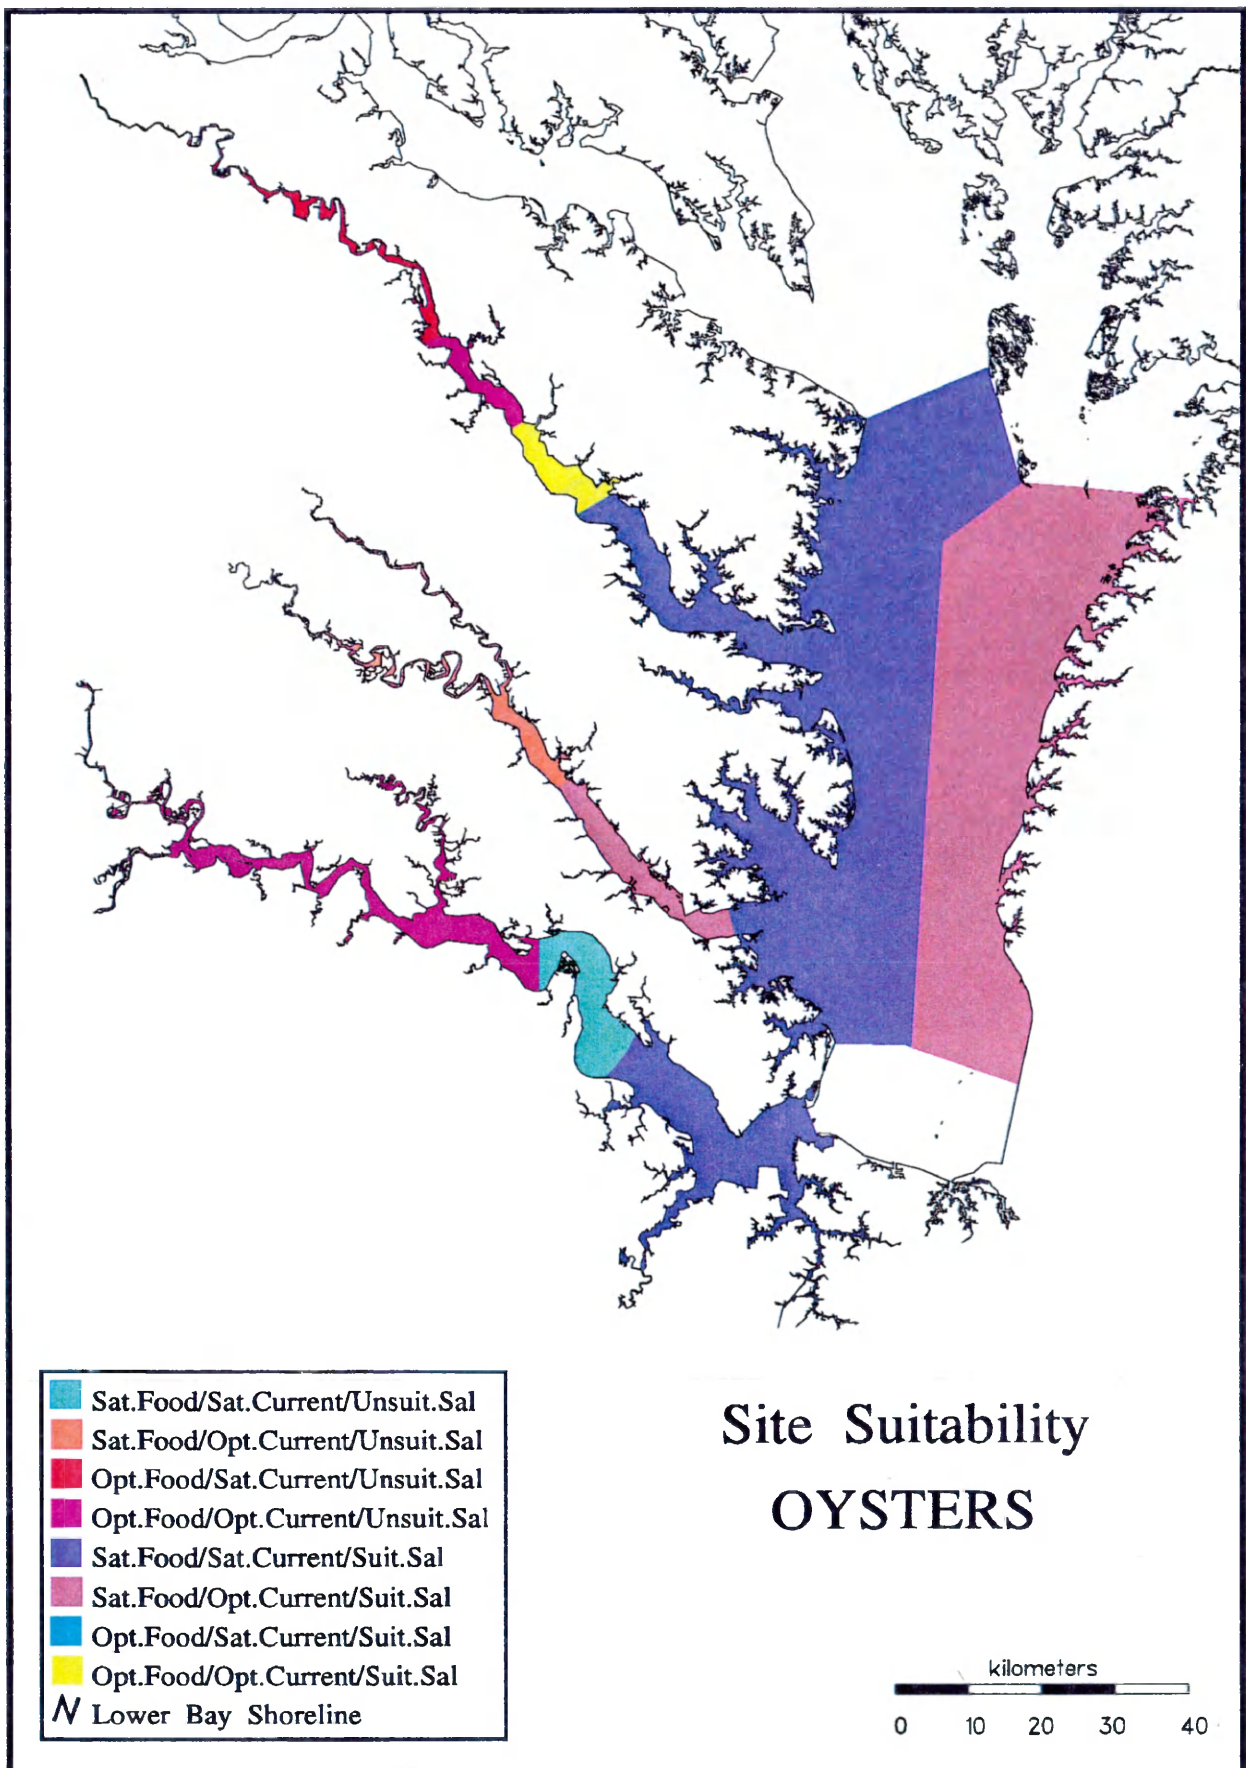 Sat.Food/Sat.Current/Unsuit.Sal
Sat.Food/Opt.Current/Unsuit.Sal
Opt.Food/Sat.Current/Unsuit.Sal
Opt.Food/Opt.Current/Unsuit.Sal
Sat.Food/Sat.Current/Suit.Sal
Sat.Food/Opt.Current/Suit.Sal
Opt.Food/Sat.Current/Suit.Sal
Opt.Food/Opt.Current/Suit.Sal
Lower Bay Shoreline
Site Suitability
OYSTERS
kilometers
0 10 20 30 40